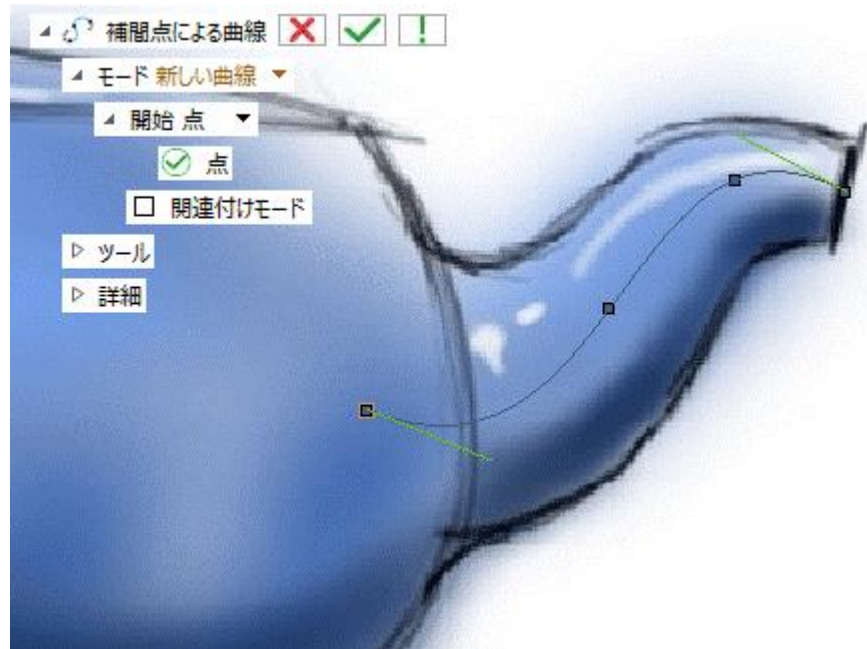 補間点による曲線
モード 新しい曲線
開始 点
点
関連付けモード
ツール
詳細